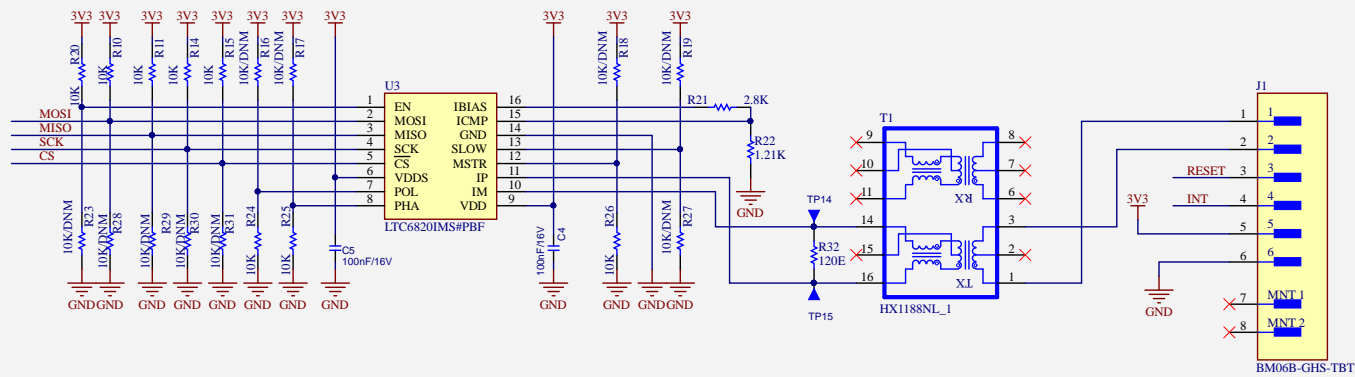 3V3 3V3 3V3 3V3 3V3 3V3 3V3 3V3 3V3 3V3 3V3
R20 R10 R11 R14 R15 R16 R17 R18 R19
10K 10K 10K 10K 10K 10K/DNM 10K/DNM 10K/DNM 10K/DNM
U3
1 EN IBIAS 16
2 MOSI ICMP 15
3 MISO GND 14
4 SCK SLOW 13
5 CS MSTR 12
6 VDDS IP 11
7 POL IM 10
8 PHA VDD 9
LTC6820IMS#PBF
MOSI
MISO
SCK
CS
R21 2.8K
R22
1.21K
GND
R23 R28 R29 R30 R31 R24 R25 R26 R27
10K/DNM 10K/DNM 10K/DNM 10K/DNM 10K 10K 10K 10K/DNM
C5
100nF/16V
C4
100nF/16V
GND GND GND GND GND GND GND GND GND GND GND GND
TP14
R32
120E
TP15
T1
9 8
10 7
11 6
RX
14 3
15 2
16 1
TX
HX1188NL_1
J1
1 1
2 2
RESET 3 3
INT 4 4
3V3 5 5
6 6
GND
7 MNT 1
8 MNT 2
BM06B-GHS-TBT